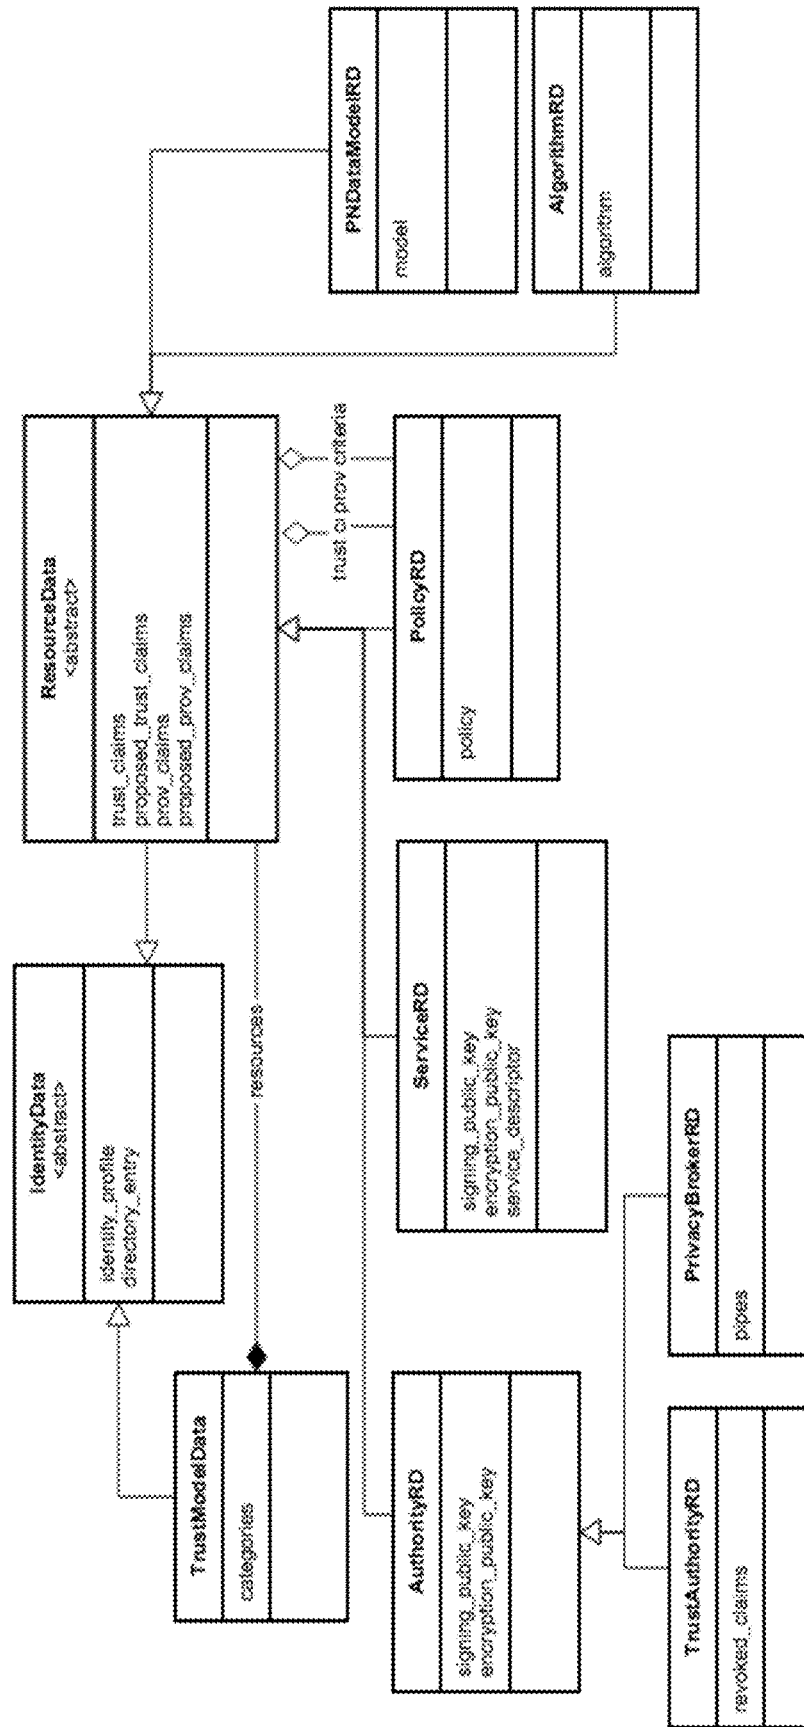 IdentityData
<abstract>
identity_profile
directory_entry
ResourceData
<abstract>
trust_claims
proposed_trust_claims
prov_claims
proposed_prov_claims
TrustModelData
categories
resources
trust cri prov criteria
PNDataModelRD
model
AlgorithmRD
algorithm
AuthorityRD
signing_public_key
encryption_public_key
ServiceRD
signing_public_key
encryption_public_key
service_descriptor
PolicyRD
policy
TrustAuthorityRD
revoked_claims
PrivacyBrokerRD
pipes